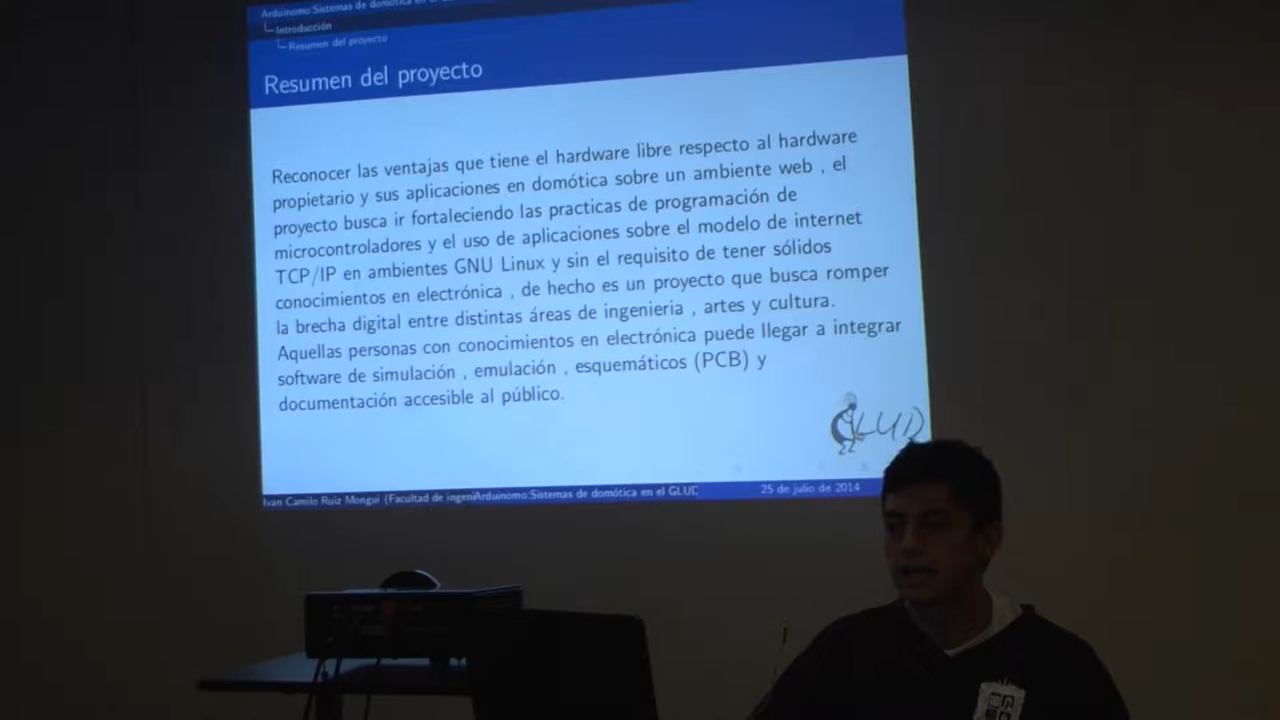 Arduinomo:Sistemas de domótica en el
Introducción
Resumen del proyecto
Resumen del proyecto
Reconocer las ventajas que tiene el hardware libre respecto al hardware
propietario y sus aplicaciones en domótica sobre un ambiente web , el
proyecto busca ir fortaleciendo las practicas de programación de
microcontroladores y el uso de aplicaciones sobre el modelo de internet
TCP/IP en ambientes GNU Linux y sin el requisito de tener sólidos
conocimientos en electrónica , de hecho es un proyecto que busca romper
la brecha digital entre distintas áreas de ingenieria , artes y cultura.
Aquellas personas con conocimientos en electrónica puede llegar a integrar
software de simulación , emulación , esquemáticos (PCB) y
documentación accesible al público.
GLUD
Ivan Camilo Ruiz Mongui (Facultad de ingeni Arduinomo:Sistemas de domótica en el GLUD 25 de julio de 2014